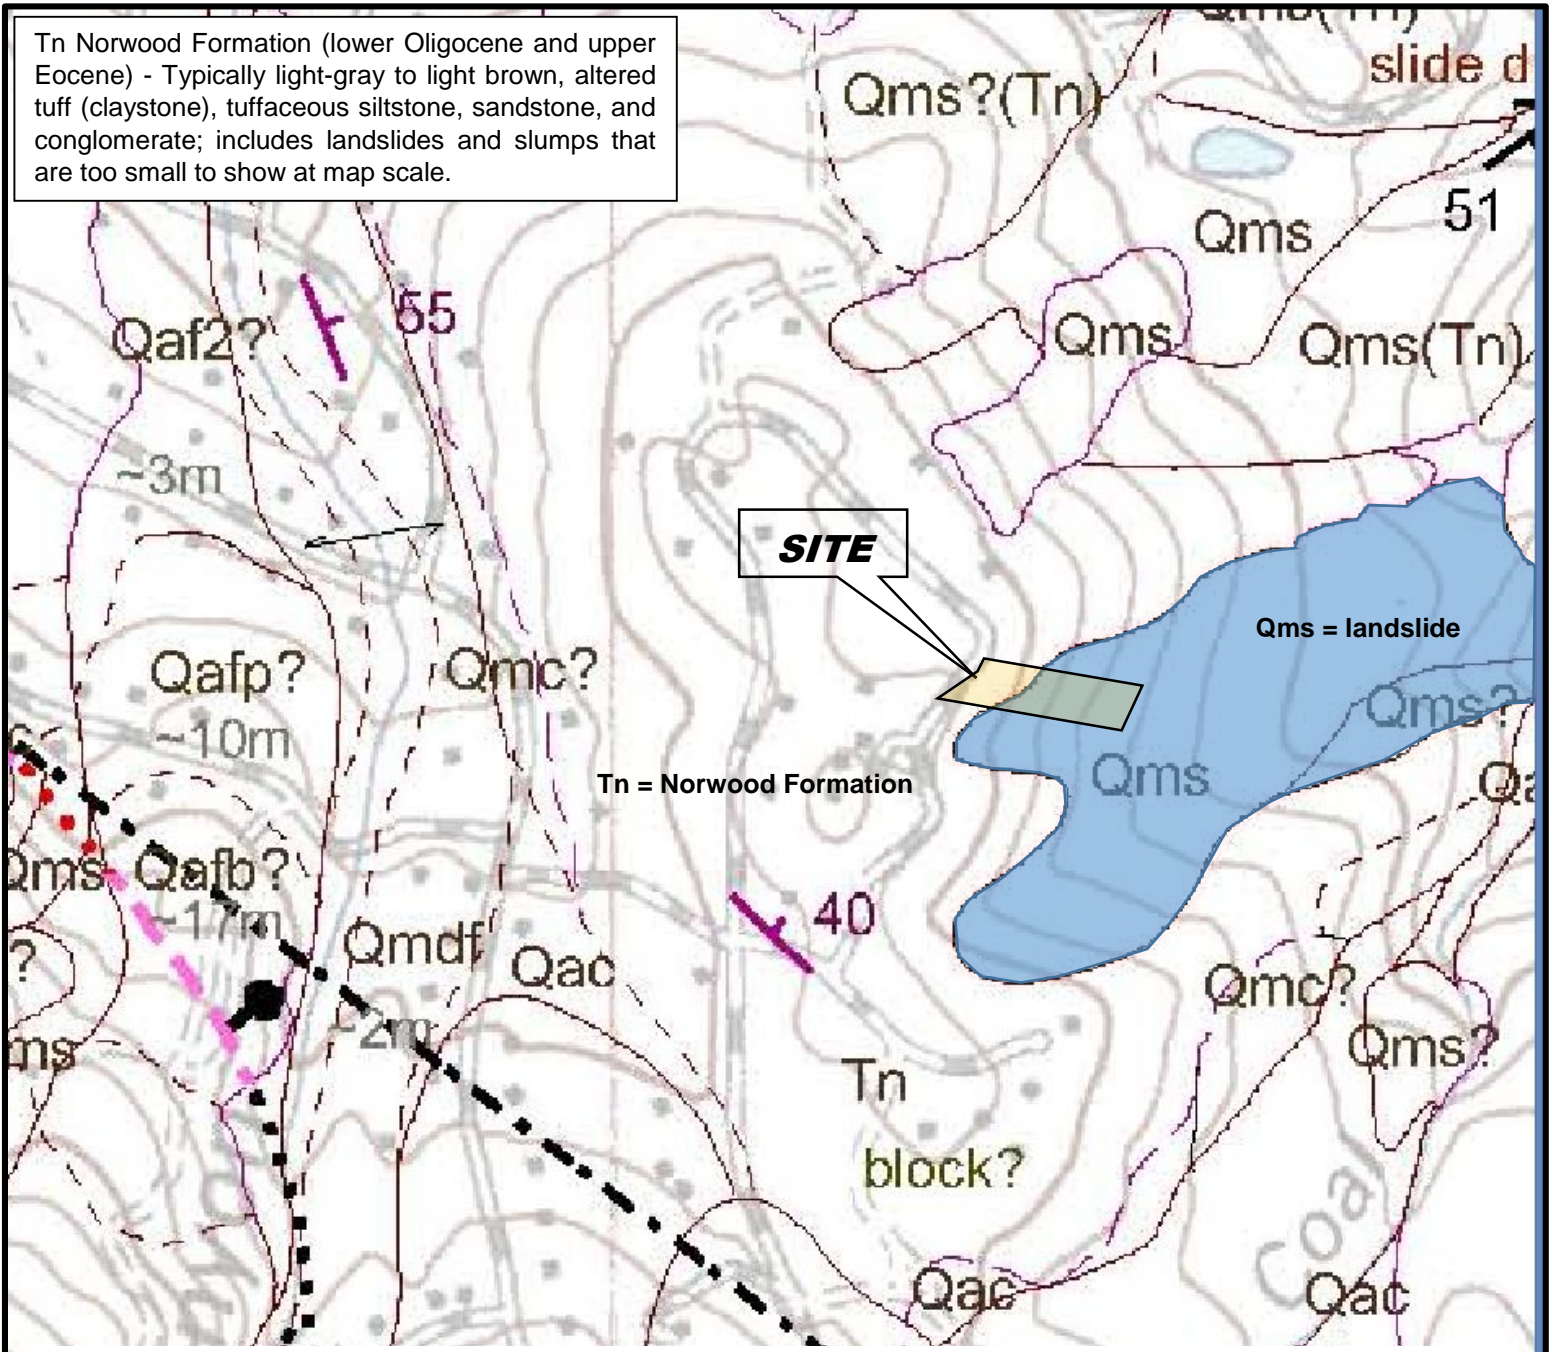 Tn Norwood Formation (lower Oligocene and upper
Eocene) - Typically light-gray to light brown, altered
tuff (claystone), tuffaceous siltstone, sandstone, and
conglomerate; includes landslides and slumps that
are too small to show at map scale.
Qms?(Tn)
slide d
51
Qms
55
Qaf2?
Qms
Qms(Tn)
~3m
SITE
Qms = landslide
Qafp?
Qmc?
Qms?
~10m
Tn = Norwood Formation
Qms
Qms
Qafb?
~17m
40
Qmdf
Qac
?
Qmc?
~2m
ms
Qms?
Tn
block?
Coal
Qac
Qac